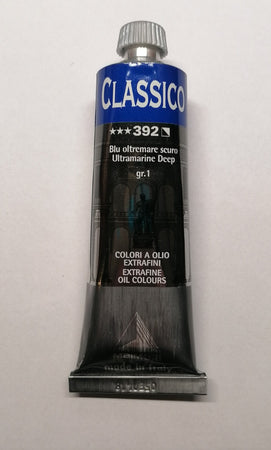 CLASSICO
★★★392
Blu oltremare scuro
Ultramarine Deep
gr.1
COLORI A OLIO
EXTRAFINI
EXTRAFINE
OIL COLOURS
made in Italy